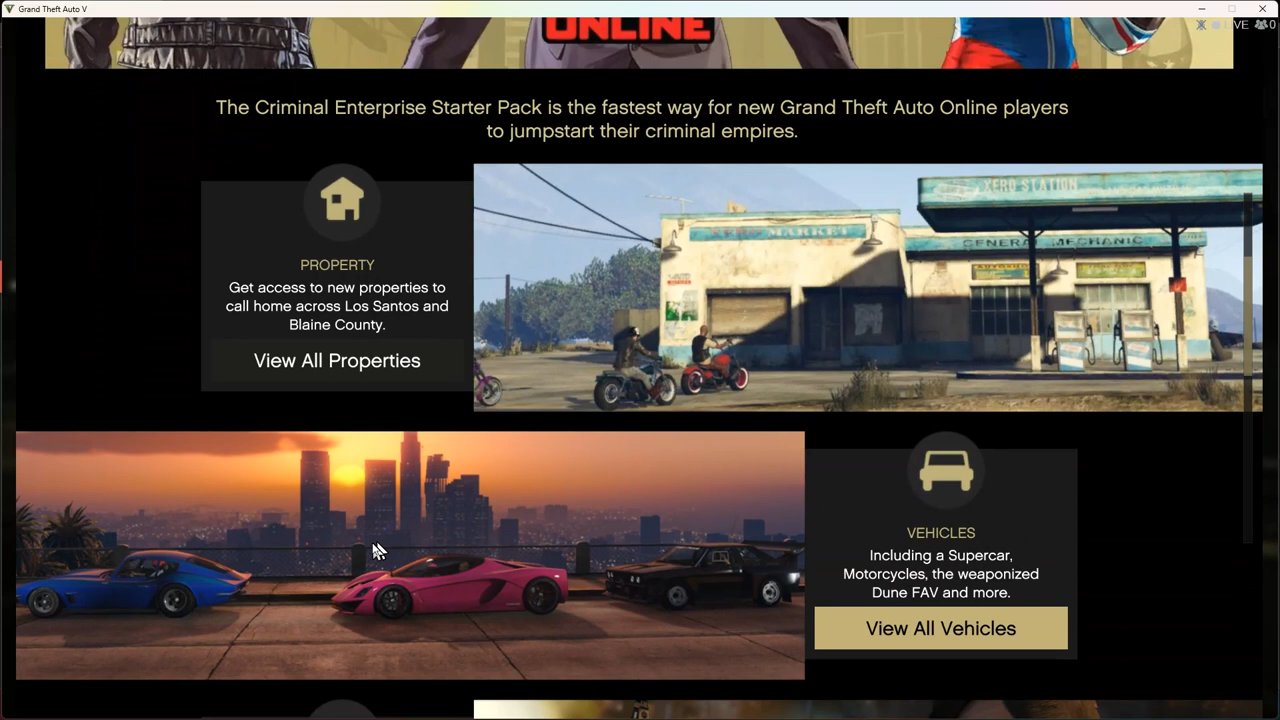 Grand Theft Auto V
LIVE 0
ONLINE
The Criminal Enterprise Starter Pack is the fastest way for new Grand Theft Auto Online players
to jumpstart their criminal empires.
XERO STATION
XERO MARKET
GENERAL MECHANIC
PROPERTY
Get access to new properties to
call home across Los Santos and
Blaine County.
View All Properties
VEHICLES
Including a Supercar,
Motorcycles, the weaponized
Dune FAV and more.
View All Vehicles